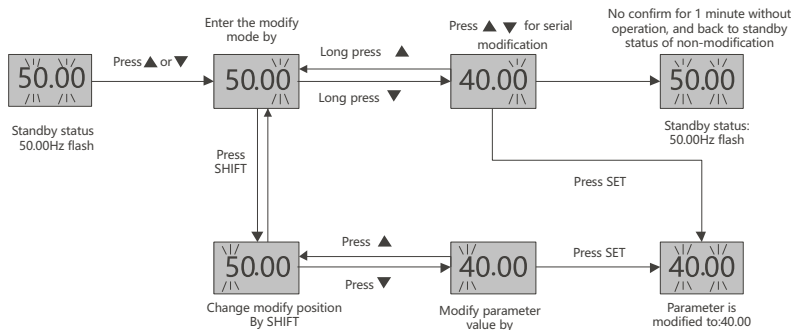 Enter the modify
mode by
Press ▲ ▼ for serial
modification
No confirm for 1 minute without
operation, and back to standby
status of non-modification
50.00
Press ▲ or ▼
50.00
Long press ▲
Long press ▼
40.00
50.00
Standby status
50.00Hz flash
Standby status:
50.00Hz flash
Press
SHIFT
Press SET
50.00
Press ▲
Press ▼
40.00
Press SET
40.00
Change modify position
By SHIFT
Modify parameter
value by
Parameter is
modified to:40.00